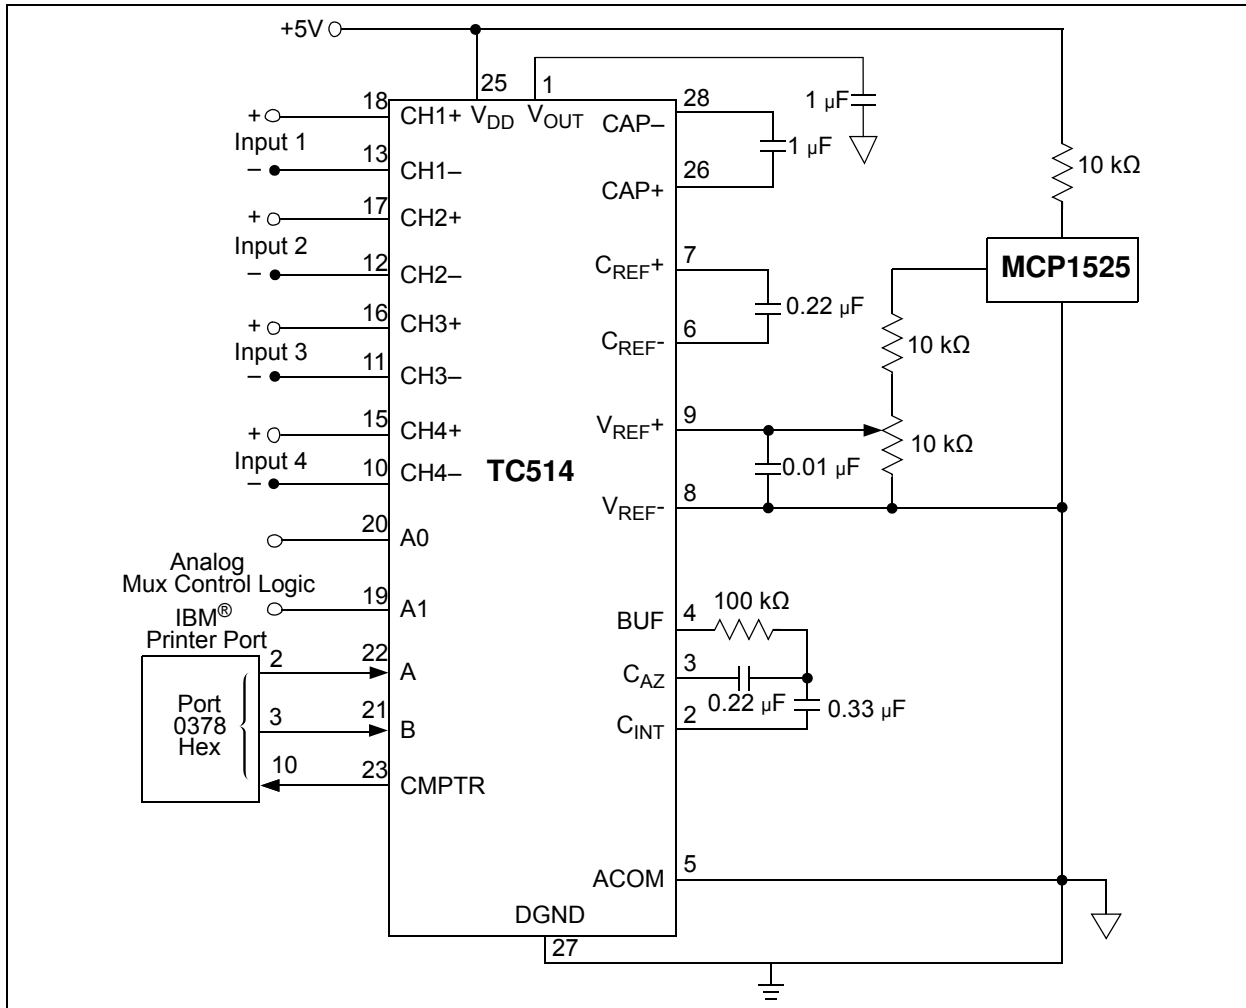 +5V
25
1
V_DD
V_OUT
1 µF
18
+
CH1+
Input 1
13
–
CH1–
17
+
CH2+
Input 2
12
–
CH2–
16
+
CH3+
Input 3
11
–
CH3–
15
+
CH4+
Input 4
10
–
CH4–
TC514
20
A0
Analog
Mux Control Logic
19
A1
IBM®
Printer Port
2
22
A
Port
0378
Hex
3
21
B
10
23
CMPTR
28
CAP–
1 µF
26
CAP+
7
C_REF+
0.22 µF
6
C_REF-
9
V_REF+
0.01 µF
8
V_REF-
10 kΩ
MCP1525
10 kΩ
10 kΩ
100 kΩ
BUF
4
C_AZ
3
0.22 µF
0.33 µF
C_INT
2
ACOM
5
DGND
27